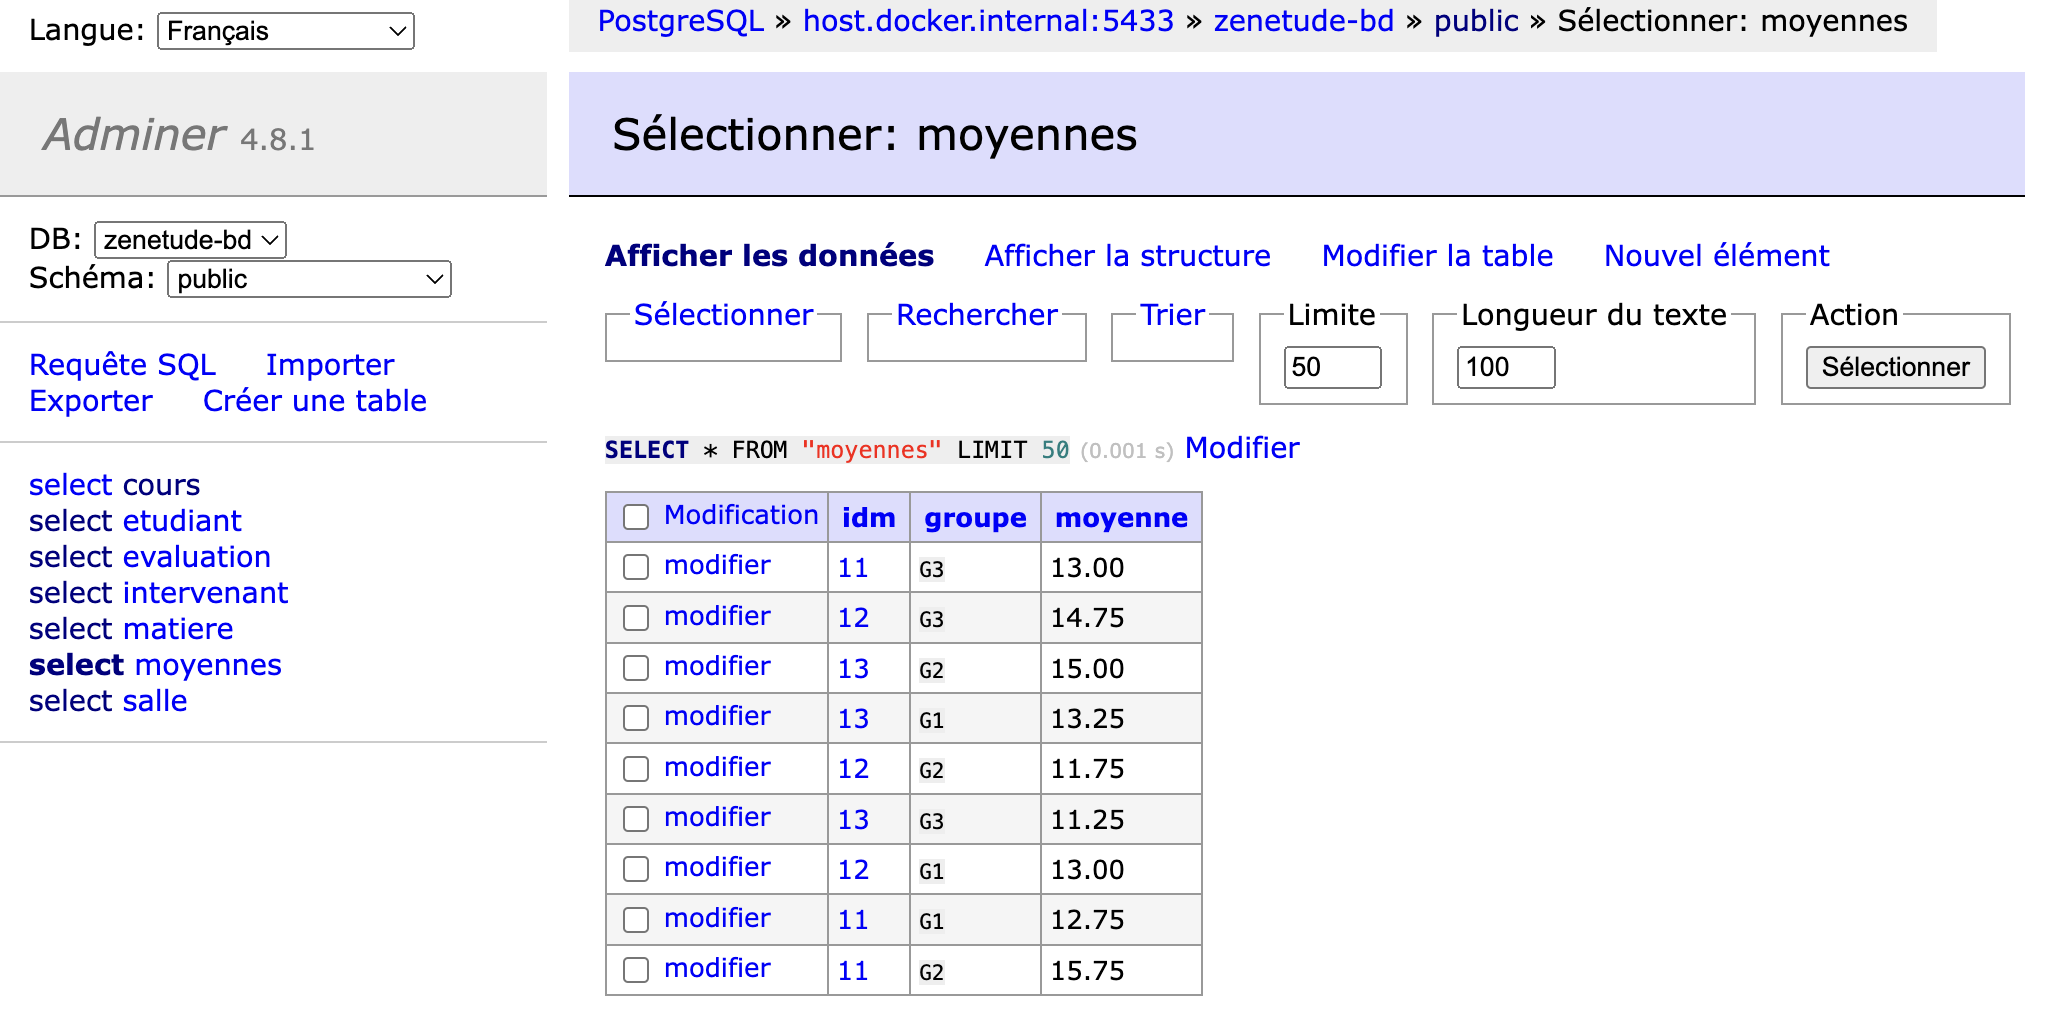 Langue: Français
PostgreSQL » host.docker.internal:5433 » zenetude-bd » public » Sélectionner: moyennes
Adminer 4.8.1
DB: zenetude-bd
Schéma: public
Requête SQL Importer
Exporter Créer une table
select cours
select etudiant
select evaluation
select intervenant
select matiere
select moyennes
select salle
Sélectionner: moyennes
Afficher les données Afficher la structure Modifier la table Nouvel élément
Sélectionner Rechercher Trier Limite Longueur du texte Action
50 100 Sélectionner
SELECT * FROM "moyennes" LIMIT 50 (0.001 s) Modifier
Modification idm groupe moyenne
modifier 11 G3 13.00
modifier 12 G3 14.75
modifier 13 G2 15.00
modifier 13 G1 13.25
modifier 12 G2 11.75
modifier 13 G3 11.25
modifier 12 G1 13.00
modifier 11 G1 12.75
modifier 11 G2 15.75